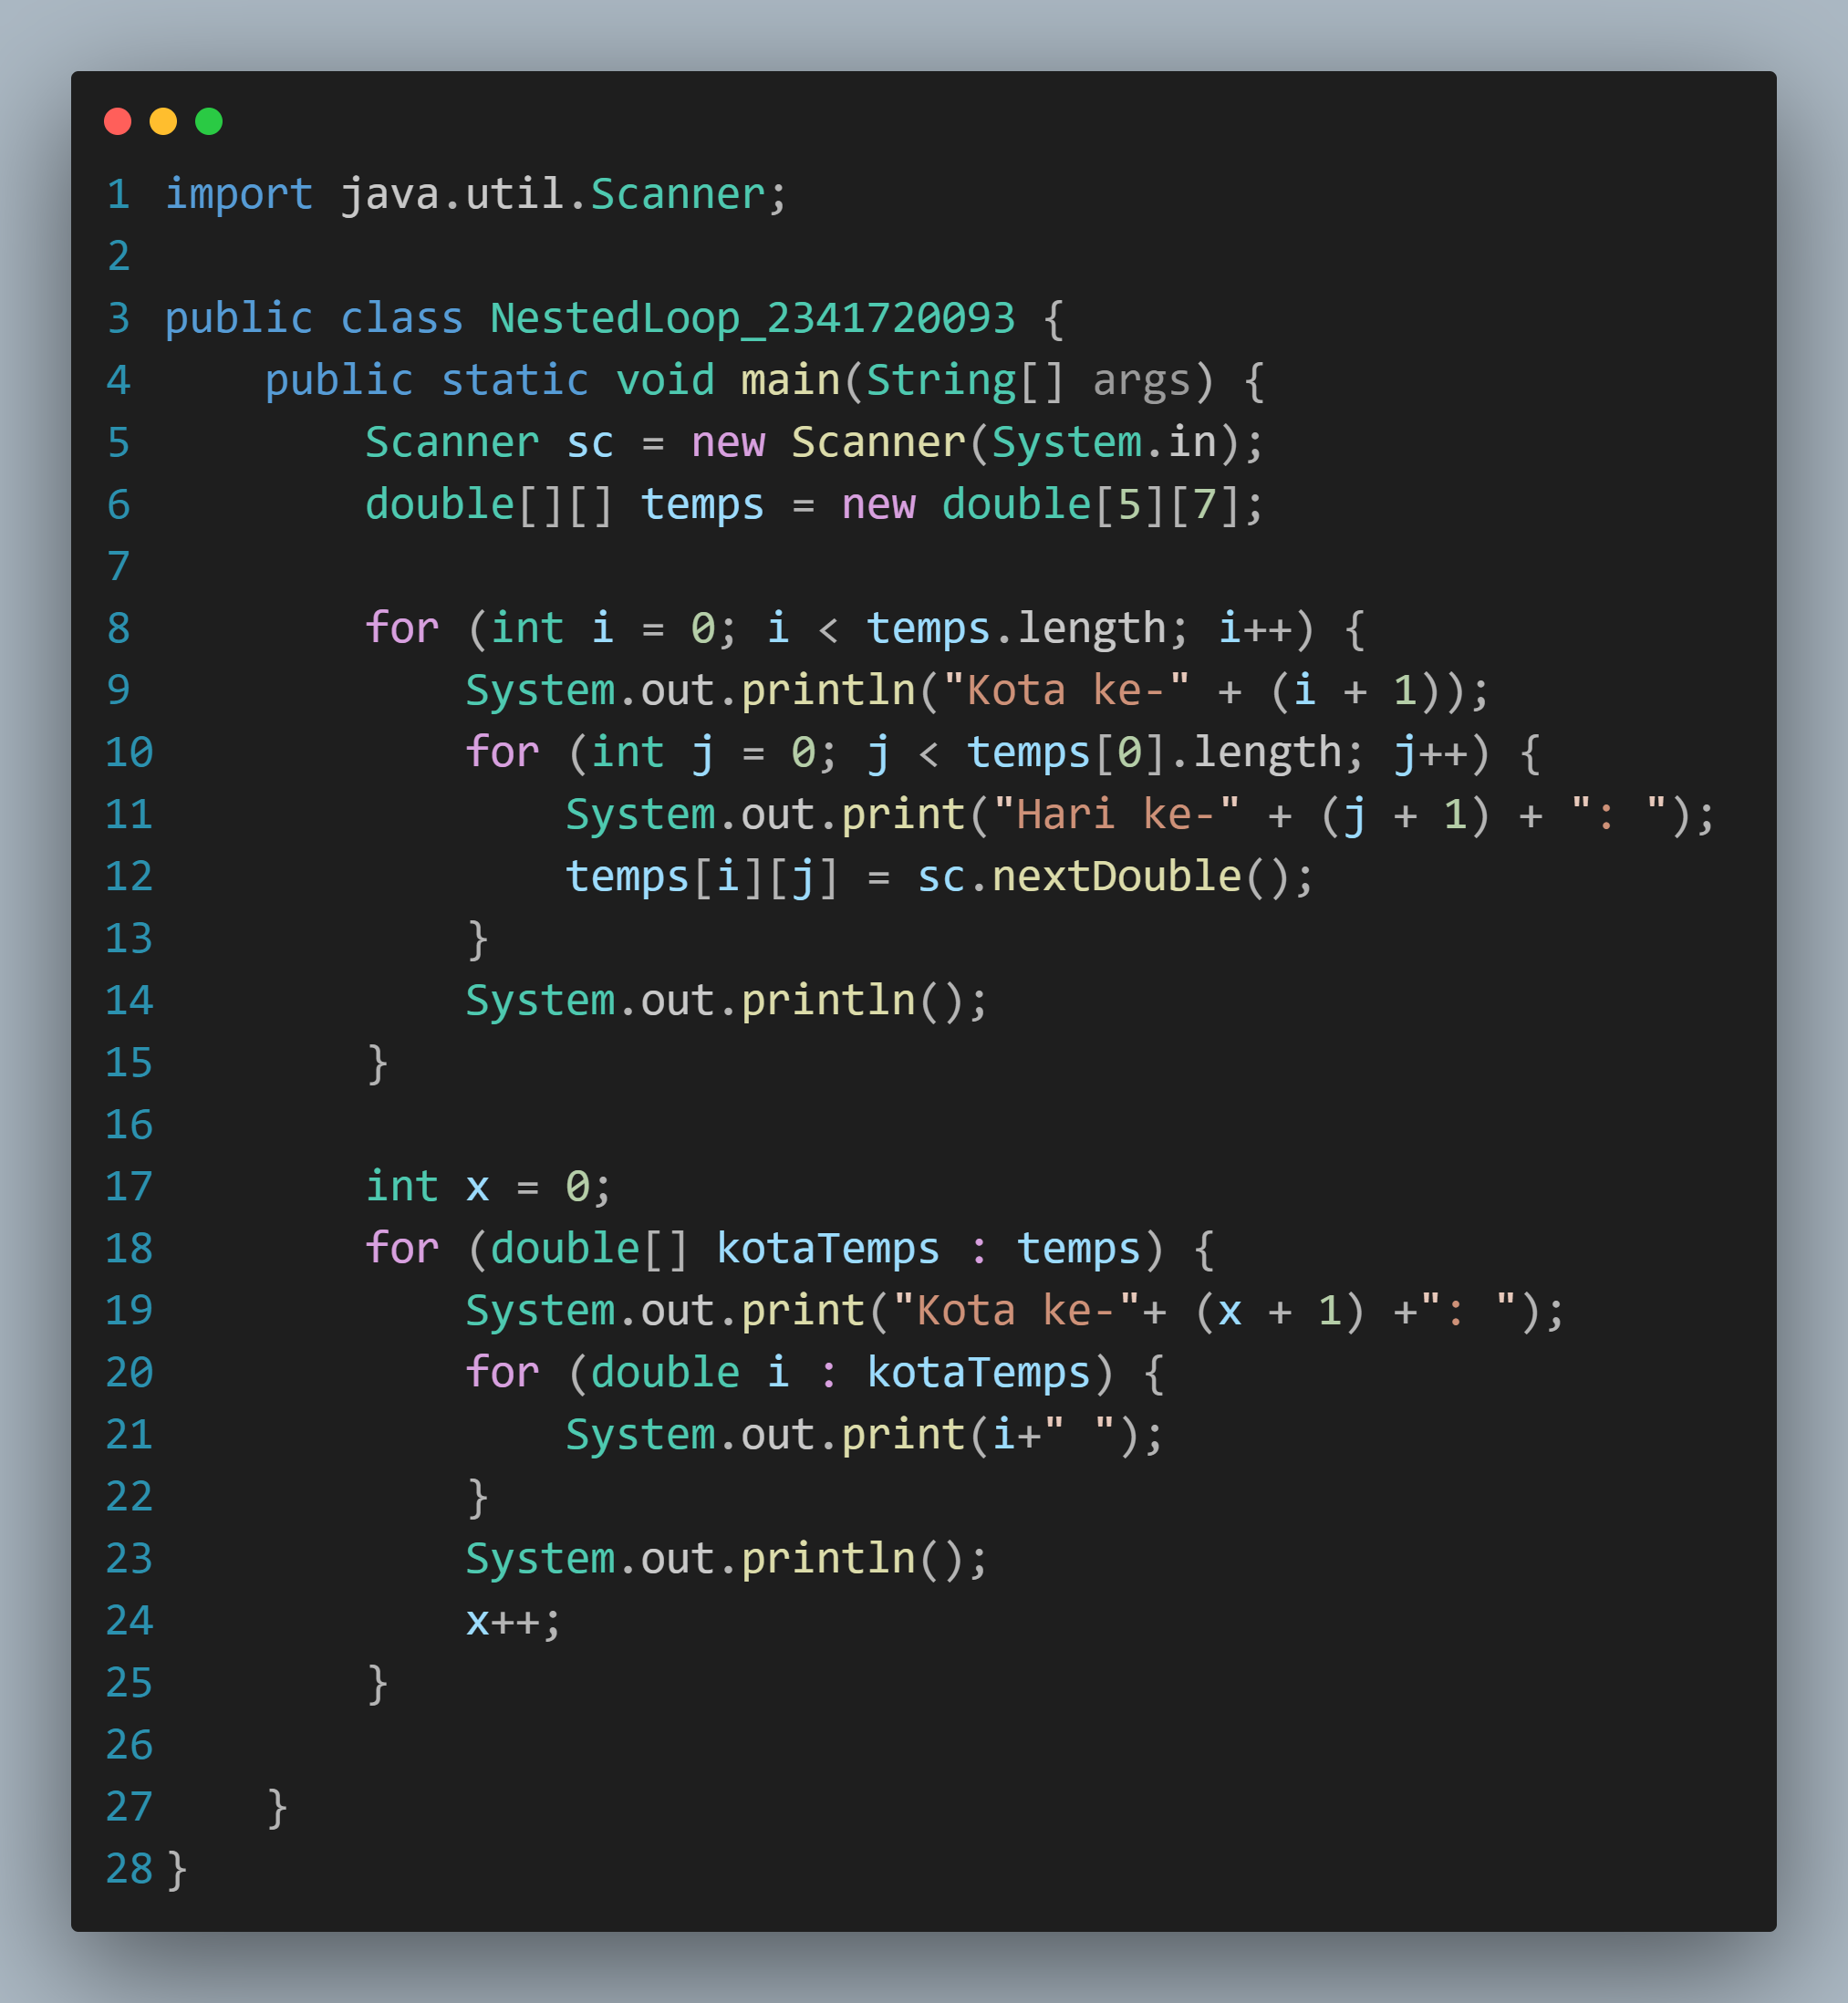 1 import java.util.Scanner;
2
3 public class NestedLoop_2341720093 {
4     public static void main(String[] args) {
5         Scanner sc = new Scanner(System.in);
6         double[][] temps = new double[5][7];
7
8         for (int i = 0; i < temps.length; i++) {
9             System.out.println("Kota ke-" + (i + 1));
10             for (int j = 0; j < temps[0].length; j++) {
11                 System.out.print("Hari ke-" + (j + 1) + ": ");
12                 temps[i][j] = sc.nextDouble();
13             }
14             System.out.println();
15         }
16
17         int x = 0;
18         for (double[] kotaTemps : temps) {
19             System.out.print("Kota ke-"+ (x + 1) +": ");
20             for (double i : kotaTemps) {
21                 System.out.print(i+" ");
22             }
23             System.out.println();
24             x++;
25         }
26
27     }
28 }